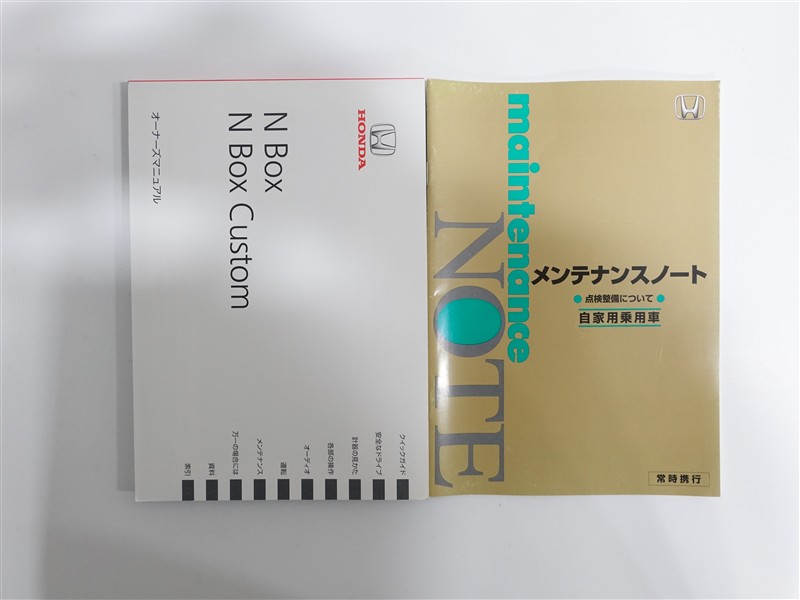 HONDA
N Box
N Box Custom
オーナーズマニュアル
クイックガイド
安全なドライブ
計器の見かた
各部の操作
オーディオ
運転
メンテナンス
万一の場合には
資料
索引
maintenance
NOTE
メンテナンスノート
● 点検整備について ●
自家用乗用車
常時携行